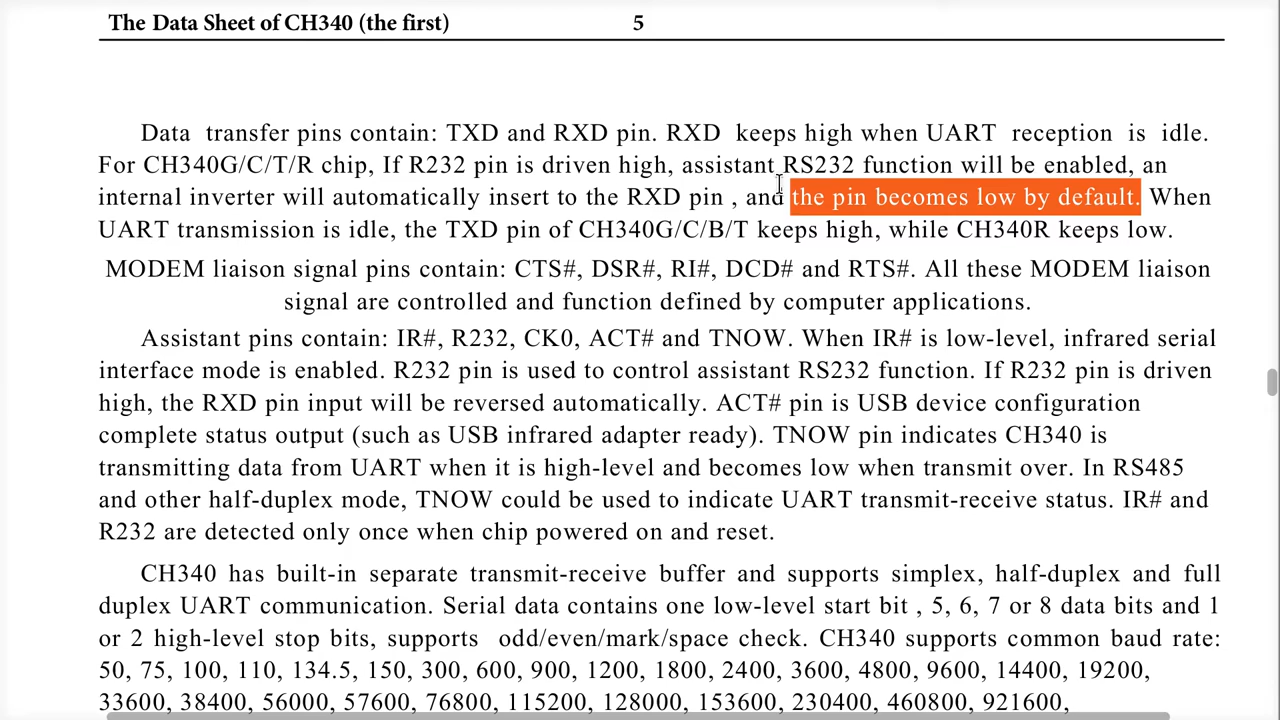 The Data Sheet of CH340 (the first) 5
Data transfer pins contain: TXD and RXD pin. RXD keeps high when UART reception is idle.
For CH340G/C/T/R chip, If R232 pin is driven high, assistant RS232 function will be enabled, an
internal inverter will automatically insert to the RXD pin , and the pin becomes low by default. When
UART transmission is idle, the TXD pin of CH340G/C/B/T keeps high, while CH340R keeps low.
MODEM liaison signal pins contain: CTS#, DSR#, RI#, DCD# and RTS#. All these MODEM liaison
signal are controlled and function defined by computer applications.
Assistant pins contain: IR#, R232, CK0, ACT# and TNOW. When IR# is low-level, infrared serial
interface mode is enabled. R232 pin is used to control assistant RS232 function. If R232 pin is driven
high, the RXD pin input will be reversed automatically. ACT# pin is USB device configuration
complete status output (such as USB infrared adapter ready). TNOW pin indicates CH340 is
transmitting data from UART when it is high-level and becomes low when transmit over. In RS485
and other half-duplex mode, TNOW could be used to indicate UART transmit-receive status. IR# and
R232 are detected only once when chip powered on and reset.
CH340 has built-in separate transmit-receive buffer and supports simplex, half-duplex and full
duplex UART communication. Serial data contains one low-level start bit , 5, 6, 7 or 8 data bits and 1
or 2 high-level stop bits, supports odd/even/mark/space check. CH340 supports common baud rate:
50, 75, 100, 110, 134.5, 150, 300, 600, 900, 1200, 1800, 2400, 3600, 4800, 9600, 14400, 19200,
33600, 38400, 56000, 57600, 76800, 115200, 128000, 153600, 230400, 460800, 921600,